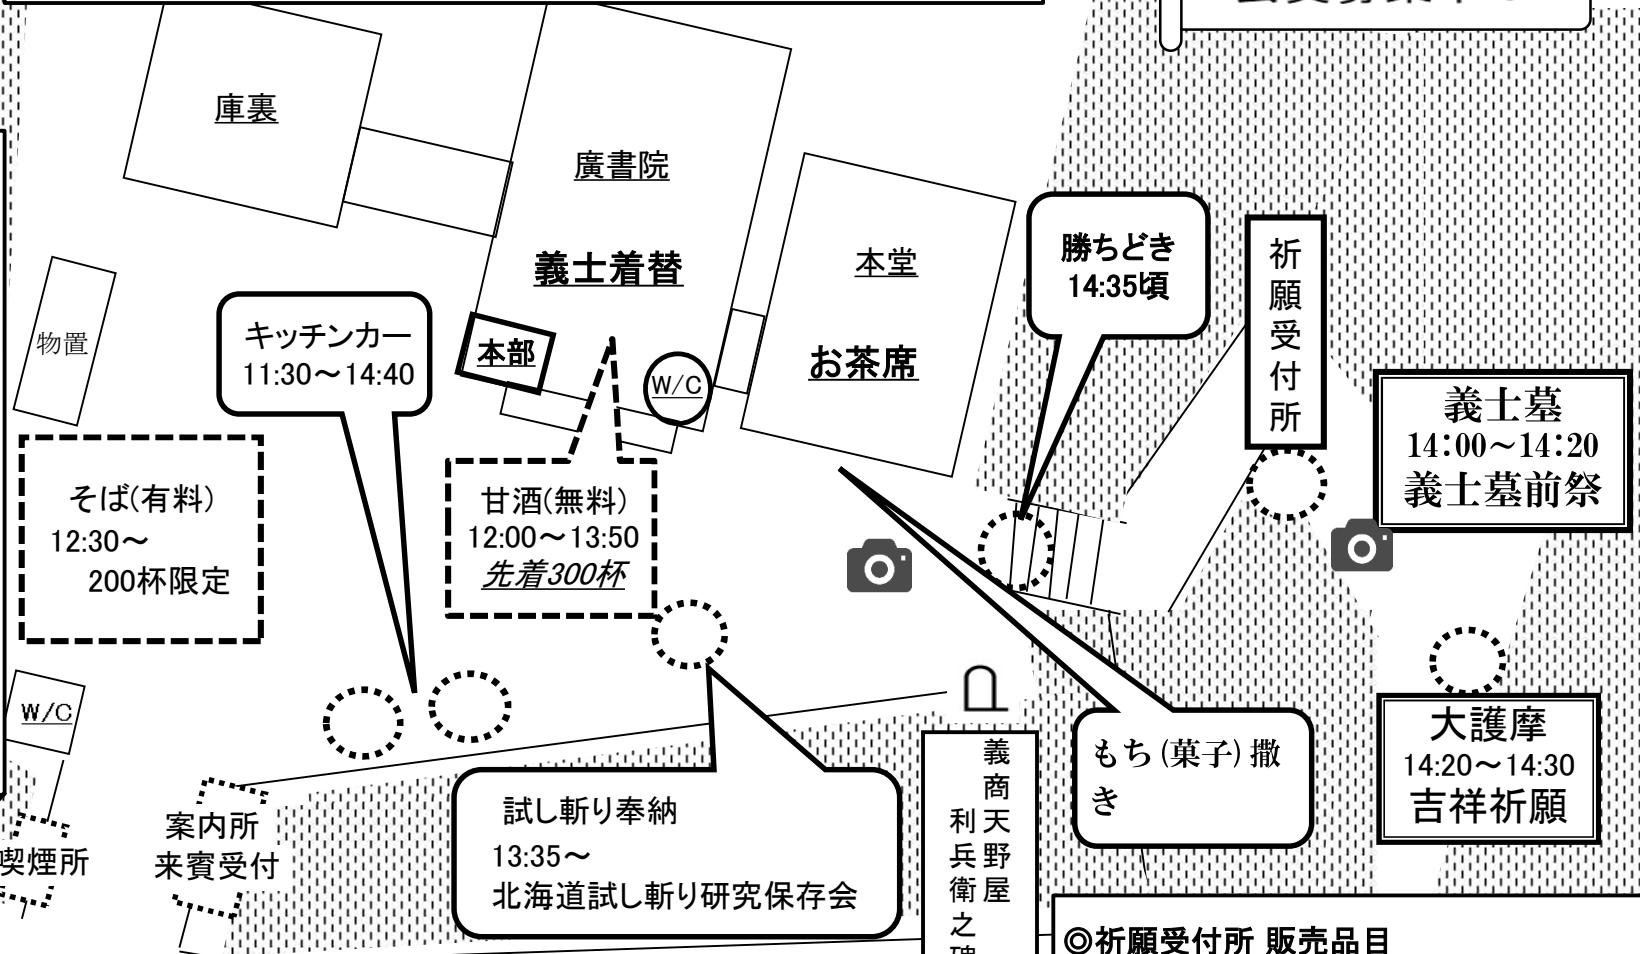 庫裏
廣書院
義士着替
本部
W/C
本堂
お茶席
勝ちどき
14:35頃
祈願受付所
義士墓
14:00～14:20
義士墓前祭
物置
キッチンカー
11:30～14:40
そば(有料)
12:30～
200杯限定
甘酒(無料)
12:00～13:50
先着300杯
W/C
喫煙所
案内所
来賓受付
試し斬り奉納
13:35～
北海道試し斬り研究保存会
義商天野屋
利兵衛之碑
もち(菓子)撒
き
大護摩
14:20～14:30
吉祥祈願
◎祈願受付所 販売品目